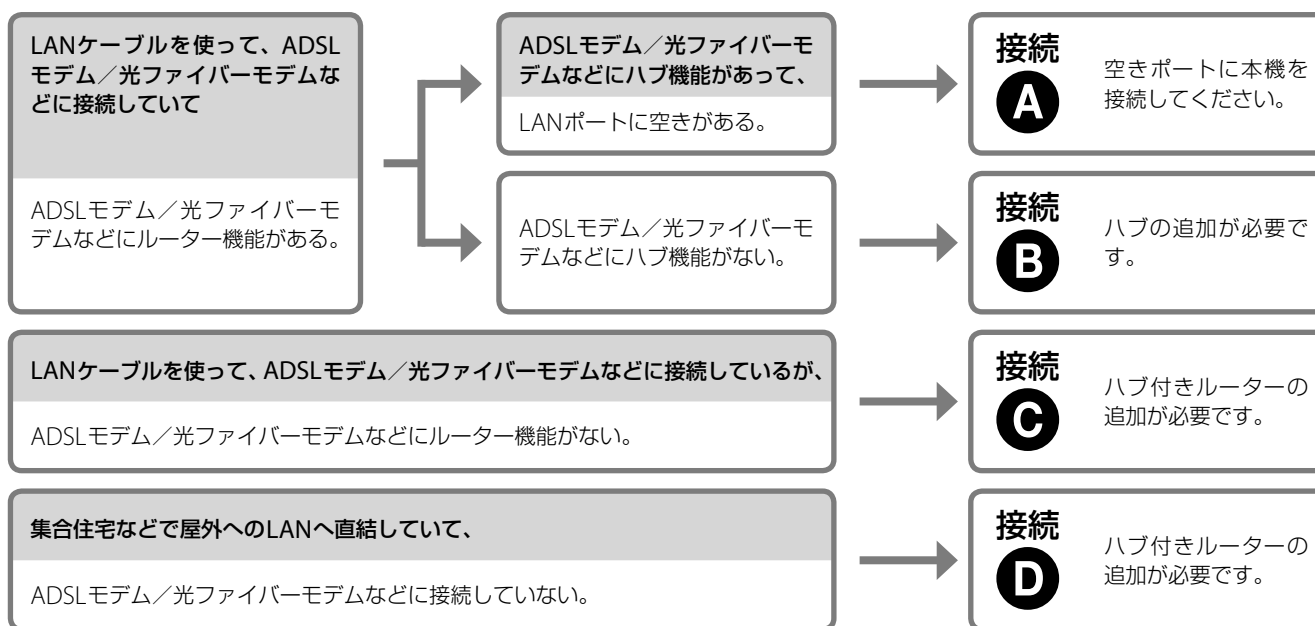 LANケーブルを使って、ADSL
モデム／光ファイバーモデムな
どに接続していて
ADSLモデム／光ファイバーモ
デムなどにルーター機能がある。
ADSLモデム／光ファイバーモ
デムなどにハブ機能があって、
LANポートに空きがある。
接続
A
空きポートに本機を
接続してください。
ADSLモデム／光ファイバーモ
デムなどにハブ機能がない。
接続
B
ハブの追加が必要で
す。
LANケーブルを使って、ADSLモデム／光ファイバーモデムなどに接続しているが、
ADSLモデム／光ファイバーモデムなどにルーター機能がない。
接続
C
ハブ付きルーターの
追加が必要です。
集合住宅などで屋外へのLANへ直結していて、
ADSLモデム／光ファイバーモデムなどに接続していない。
接続
D
ハブ付きルーターの
追加が必要です。